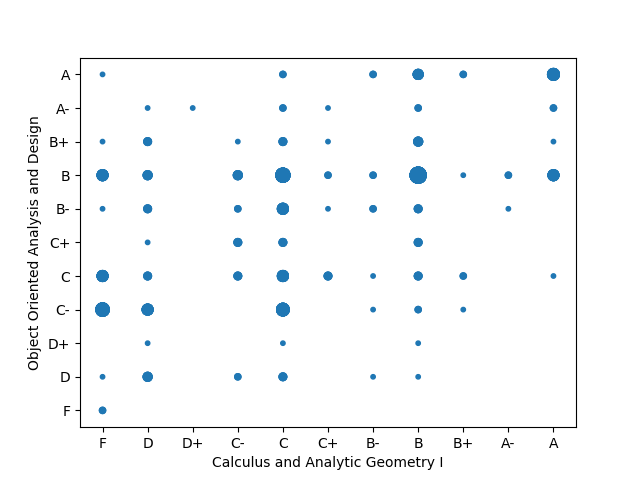 A
A-
B+
B
B-
C+
C
C-
D+
D
F
Object Oriented Analysis and Design
F D D+ C- C C+ B- B B+ A- A
Calculus and Analytic Geometry I